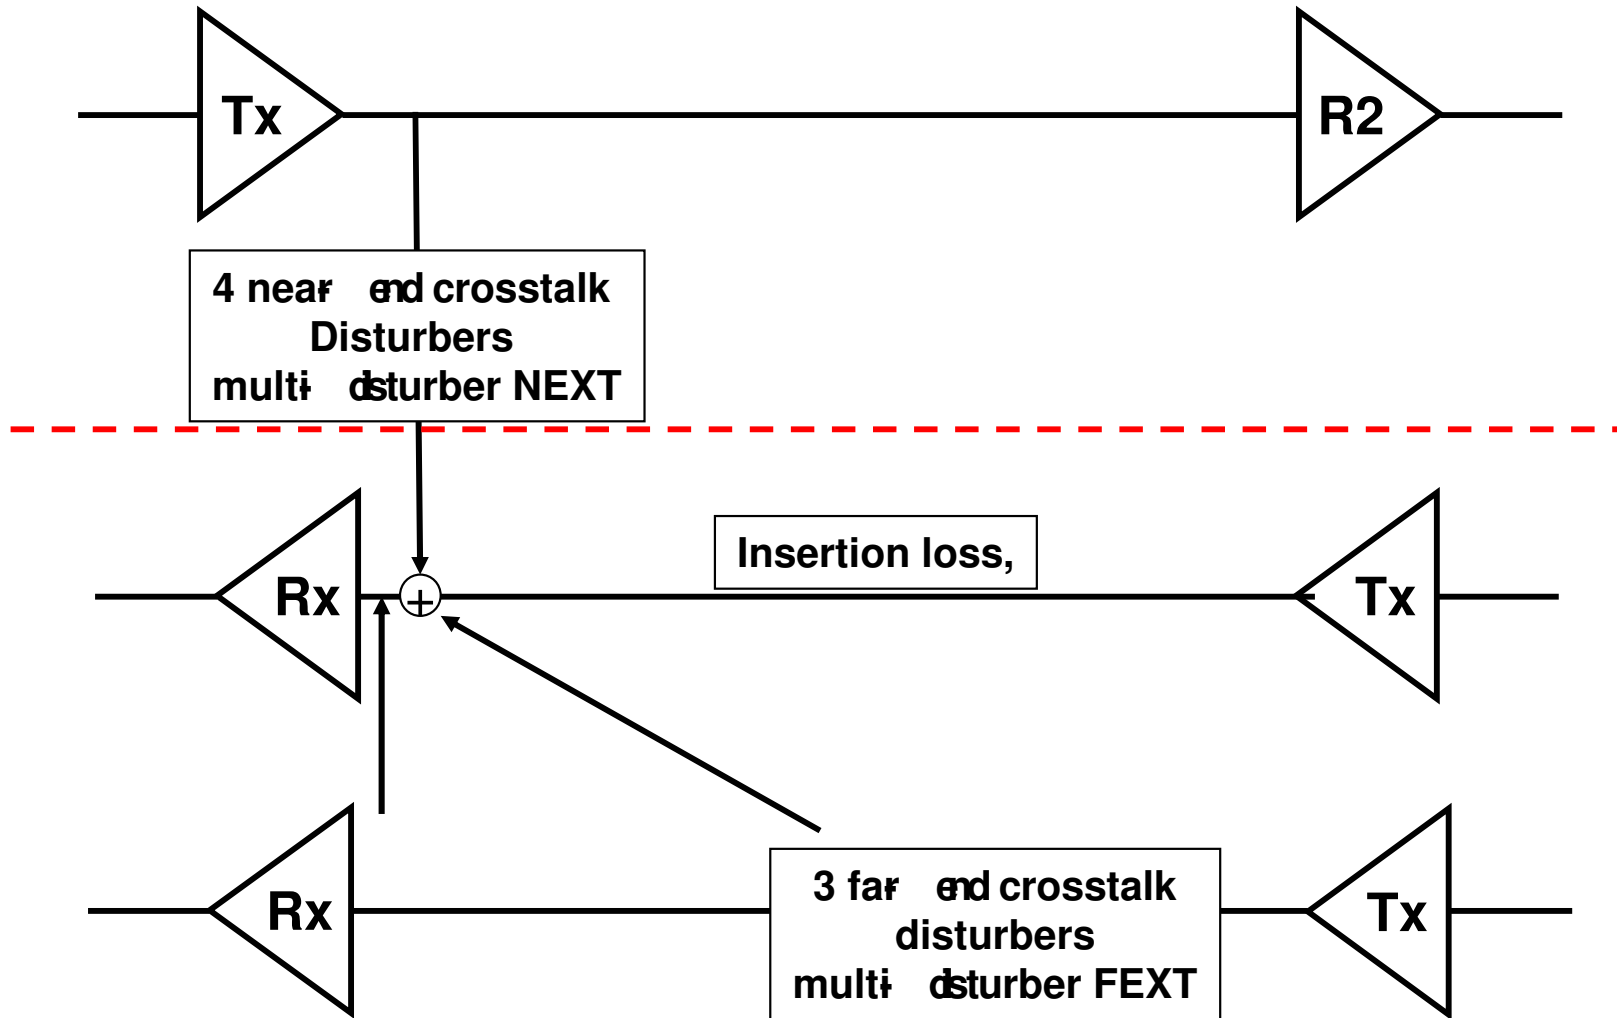 Tx
R2
4 near-end crosstalk
Disturbers
multi-disturber NEXT
Insertion loss,
Rx
+
Tx
Rx
3 far-end crosstalk
disturbers
multi-disturber FEXT
Tx